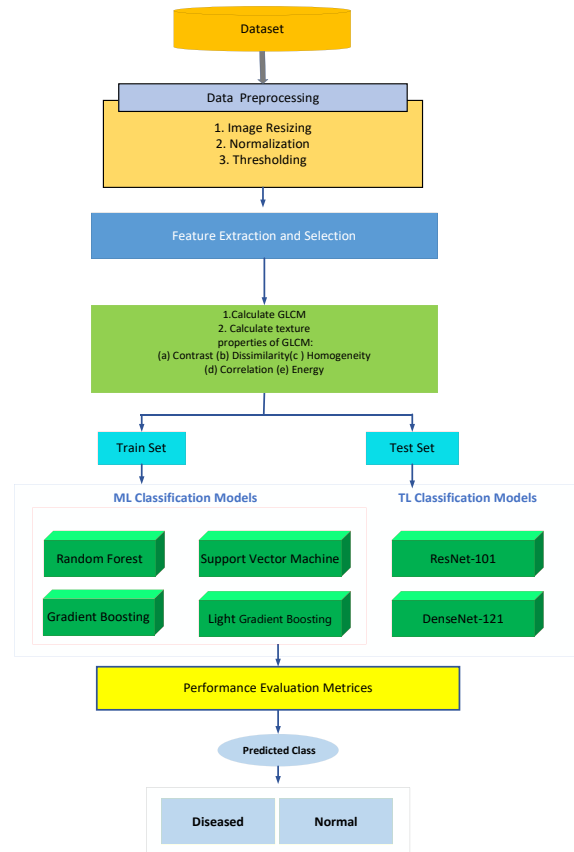 Dataset
Data Preprocessing
1. Image Resizing
2. Normalization
3. Thresholding
Feature Extraction and Selection
1.Calculate GLCM
2. Calculate texture
properties of GLCM:
(a) Contrast (b) Dissimilarity(c ) Homogeneity
(d) Correlation (e) Energy
Train Set
Test Set
ML Classification Models
TL Classification Models
Random Forest
Support Vector Machine
ResNet-101
Gradient Boosting
Light Gradient Boosting
DenseNet-121
Performance Evaluation Metrices
Predicted Class
Diseased
Normal